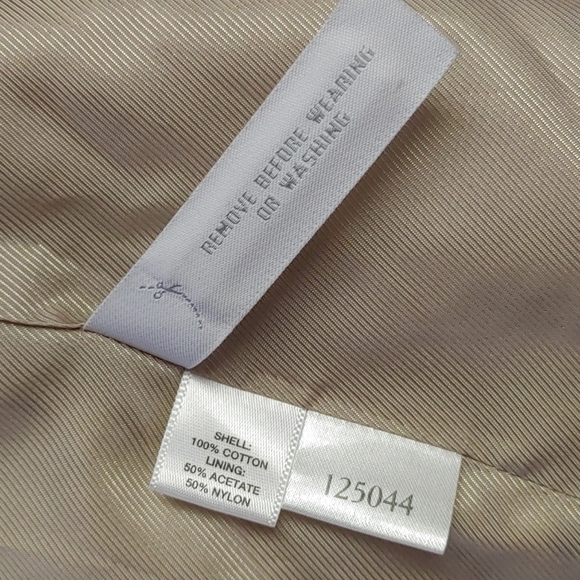 REMOVE BEFORE WEARING
OR WASHING
SHELL:
100% COTTON
LINING:
50% ACETATE
50% NYLON
125044